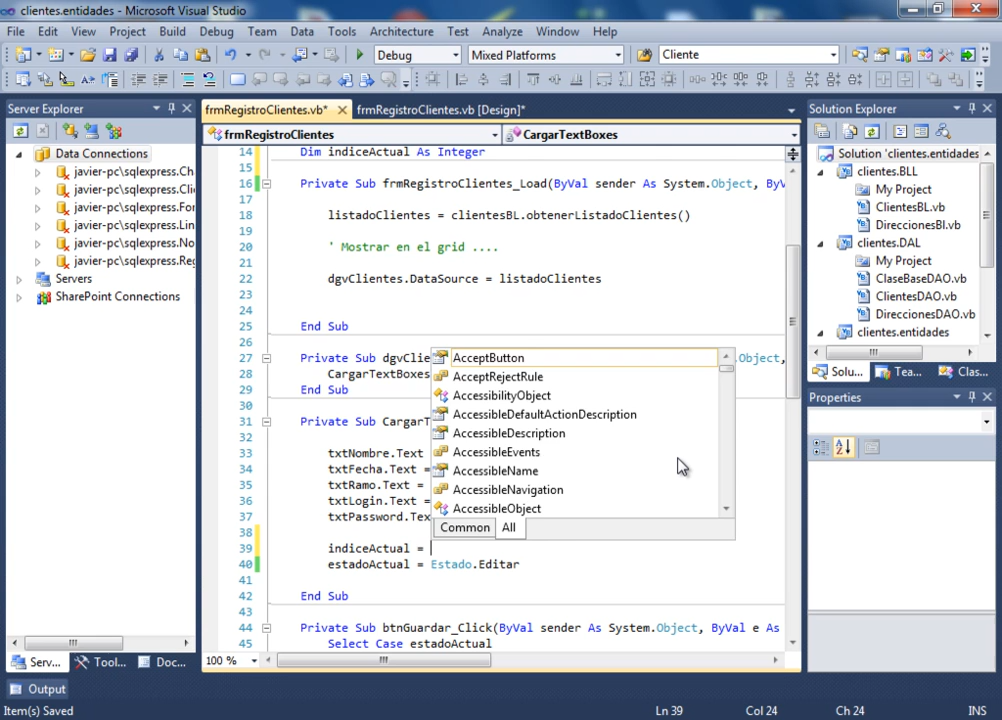 clientes.entidades - Microsoft Visual Studio
File Edit View Project Build Debug Team Data Tools Architecture Test Analyze Window Help
Debug Mixed Platforms Cliente
Server Explorer
Data Connections
javier-pc\sqlexpress.Cha
javier-pc\sqlexpress.Cli
javier-pc\sqlexpress.For
javier-pc\sqlexpress.Lin
javier-pc\sqlexpress.No
javier-pc\sqlexpress.Reg
Servers
SharePoint Connections
Serv... Tool... Doc...
Output
frmRegistroClientes.vb* frmRegistroClientes.vb [Design]*
frmRegistroClientes CargarTextBoxes
14 Dim indiceActual As Integer
15
16 Private Sub frmRegistroClientes_Load(ByVal sender As System.Object, ByV
17
18 listadoClientes = clientesBL.obtenerListadoClientes()
19
20 ' Mostrar en el grid ....
21
22 dgvClientes.DataSource = listadoClientes
23
24
25 End Sub
26
27 Private Sub dgvClie .Object,
28 CargarTextBoxes
29 End Sub
30
31 Private Sub CargarT
32
33 txtNombre.Text
34 txtFecha.Text =
35 txtRamo.Text =
36 txtLogin.Text =
37 txtPassword.Tex
38
39 indiceActual =
40 estadoActual = Estado.Editar
41
42 End Sub
43
44 Private Sub btnGuardar_Click(ByVal sender As System.Object, ByVal e As
45 Select Case estadoActual
AcceptButton
AcceptRejectRule
AccessibilityObject
AccessibleDefaultActionDescription
AccessibleDescription
AccessibleEvents
AccessibleName
AccessibleNavigation
AccessibleObject
Common All
100 %
Solution Explorer
Solution 'clientes.entidades
clientes.BLL
My Project
ClientesBL.vb
DireccionesBl.vb
clientes.DAL
My Project
ClaseBaseDAO.vb
ClientesDAO.vb
DireccionesDAO.vb
clientes.entidades
Solu... Tea... Clas...
Properties
Item(s) Saved Ln 39 Col 24 Ch 24 INS